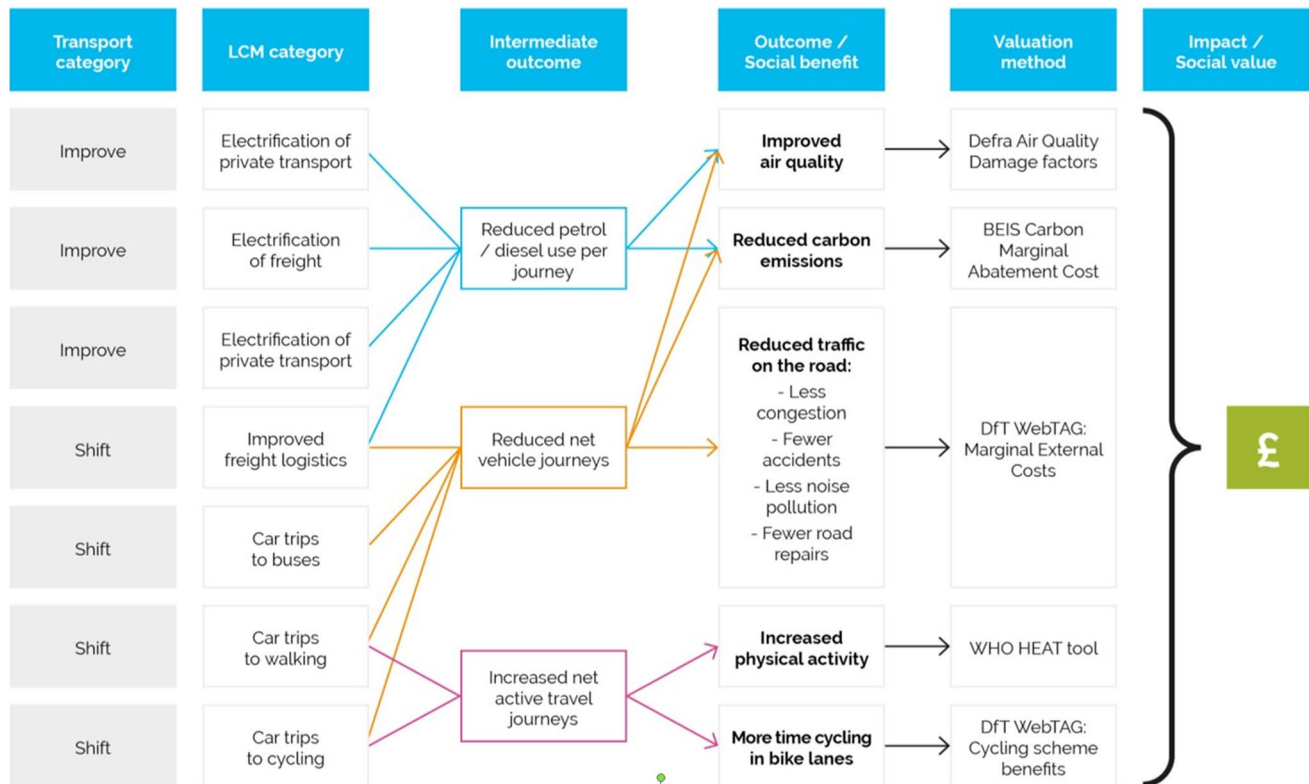 Transport
category
LCM category
Intermediate
outcome
Outcome /
Social benefit
Valuation
method
Impact /
Social value
Improve
Electrification of
private transport
Improved
air quality
Defra Air Quality
Damage factors
Improve
Electrification
of freight
Reduced petrol
/ diesel use per
journey
Reduced carbon
emissions
BEIS Carbon
Marginal
Abatement Cost
Improve
Electrification of
private transport
Reduced traffic
on the road:
- Less
congestion
- Fewer
accidents
- Less noise
pollution
- Fewer road
repairs
DfT WebTAG:
Marginal External
Costs
Shift
Improved
freight logistics
Reduced net
vehicle journeys
£
Shift
Car trips
to buses
Shift
Car trips
to walking
Increased net
active travel
journeys
Increased
physical activity
WHO HEAT tool
Shift
Car trips
to cycling
More time cycling
in bike lanes
DfT WebTAG:
Cycling scheme
benefits